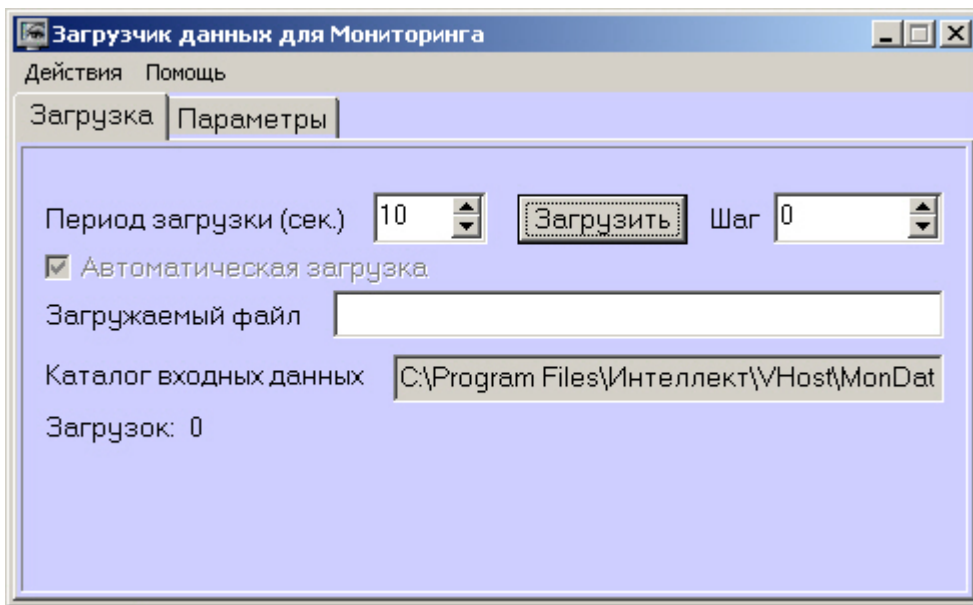 Загрузчик данных для Мониторинга
Действия Помощь
Загрузка Параметры
Период загрузки (сек.) 10 Загрузить Шаг 0
Автоматическая загрузка
Загружаемый файл
Каталог входных данных C:\Program Files\Интеллект\VHost\MonDat
Загрузок: 0